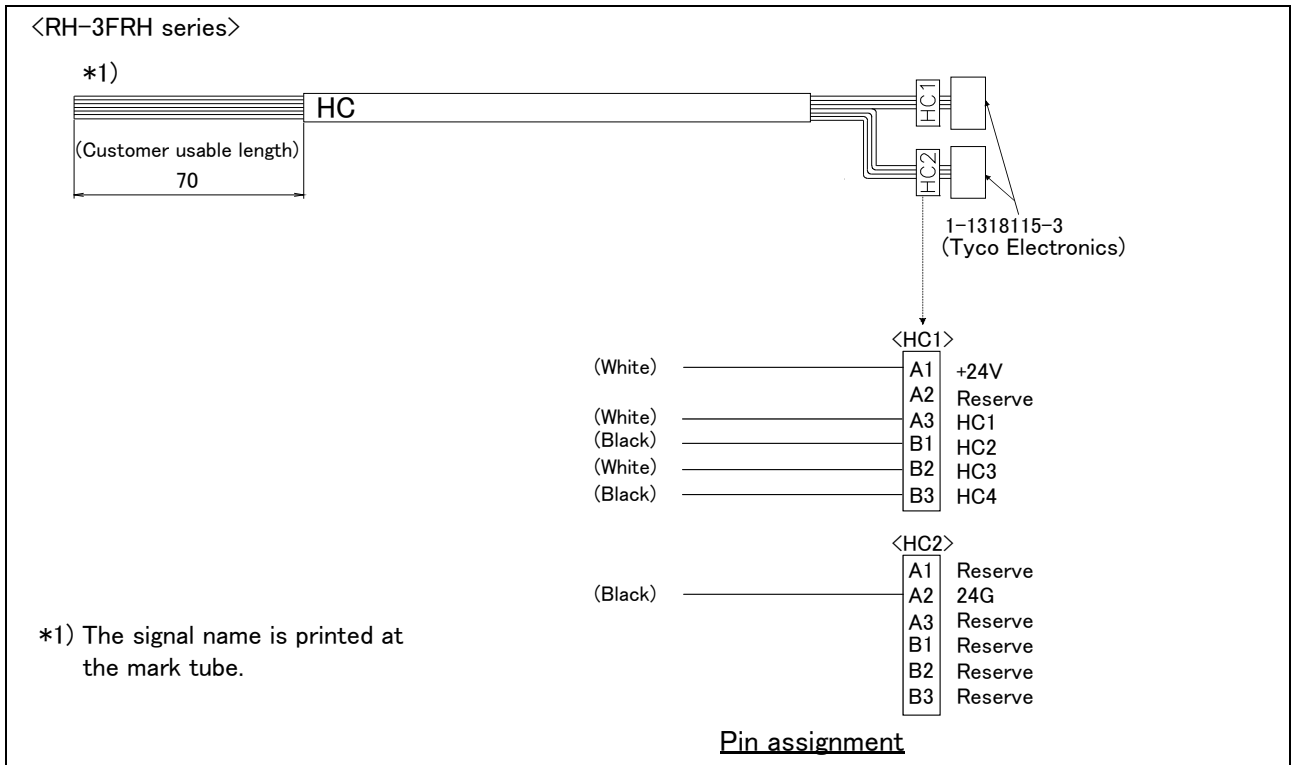 <RH-3FRH series>
*1)
HC
HC1
(Customer usable length)
70
HC2
1-1318115-3
(Tyco Electronics)
<HC1>
(White) A1 +24V
A2 Reserve
(White) A3 HC1
(Black) B1 HC2
(White) B2 HC3
(Black) B3 HC4
<HC2>
A1 Reserve
(Black) A2 24G
A3 Reserve
B1 Reserve
B2 Reserve
B3 Reserve
*1) The signal name is printed at
the mark tube.
Pin assignment